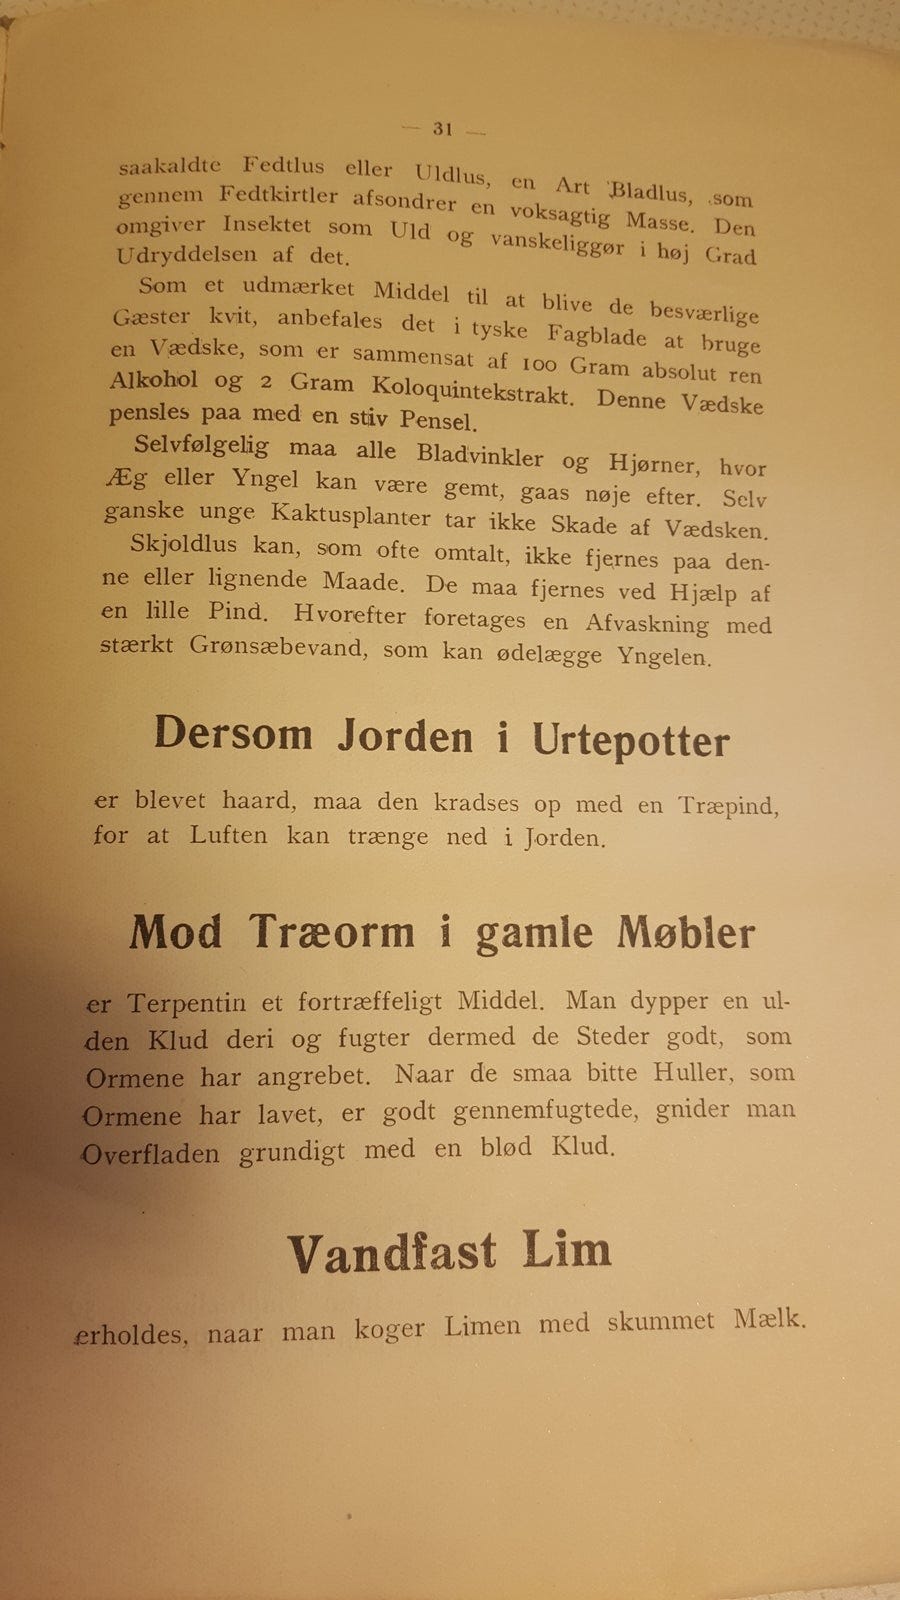 — 31 —
saakaldte Fedtlus eller Uldlus, en Art Bladlus, som
gennem Fedtkirtler afsondrer en voksagtig Masse. Den
omgiver Insektet som Uld og vanskeliggør i høj Grad
Udryddelsen af det.
Som et udmærket Middel til at blive de besværlige
Gæster kvit, anbefales det i tyske Fagblade at bruge
en Vædske, som er sammensat af 100 Gram absolut ren
Alkohol og 2 Gram Koloquintekstrakt. Denne Vædske
pensles paa med en stiv Pensel.
Selvfølgelig maa alle Bladvinkler og Hjørner, hvor
Æg eller Yngel kan være gemt, gaas nøje efter. Selv
ganske unge Kaktusplanter tar ikke Skade af Vædsken.
Skjoldlus kan, som ofte omtalt, ikke fjernes paa den-
ne eller lignende Maade. De maa fjernes ved Hjælp af
en lille Pind. Hvorefter foretages en Afvaskning med
stærkt Grønsæbevand, som kan ødelægge Yngelen.
Dersom Jorden i Urtepotter
er blevet haard, maa den kradses op med en Træpind,
for at Luften kan trænge ned i Jorden.
Mod Træorm i gamle Møbler
er Terpentin et fortræffeligt Middel. Man dypper en ul-
den Klud deri og fugter dermed de Steder godt, som
Ormene har angrebet. Naar de smaa bitte Huller, som
Ormene har lavet, er godt gennemfugtede, gnider man
Overfladen grundigt med en blød Klud.
Vandfast Lim
erholdes, naar man koger Limen med skummet Mælk.